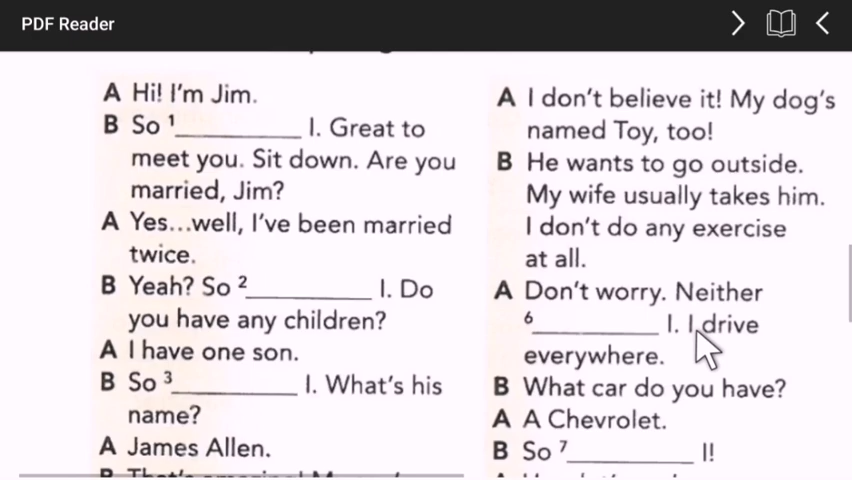 PDF Reader
A Hi! I'm Jim.
B So ¹__________ I. Great to
meet you. Sit down. Are you
married, Jim?
A Yes...well, I've been married
twice.
B Yeah? So ²__________ I. Do
you have any children?
A I have one son.
B So ³__________ I. What's his
name?
A James Allen.
A I don't believe it! My dog's
named Toy, too!
B He wants to go outside.
My wife usually takes him.
I don't do any exercise
at all.
A Don't worry. Neither
⁶__________ I. I drive
everywhere.
B What car do you have?
A A Chevrolet.
B So ⁷__________ I!